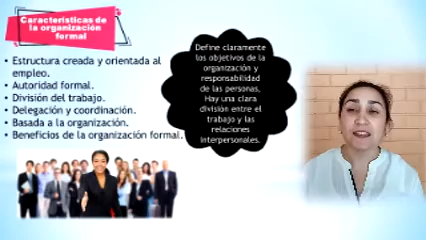 Características de
la organización
formal
• Estructura creada y orientada al
empleo.
• Autoridad formal.
• División del trabajo.
• Delegación y coordinación.
• Basada a la organización.
• Beneficios de la organización formal.
Define claramente
los objetivos de la
organización y
responsabilidad
de las personas.
Hay una clara
división entre el
trabajo y las
relaciones
interpersonales.